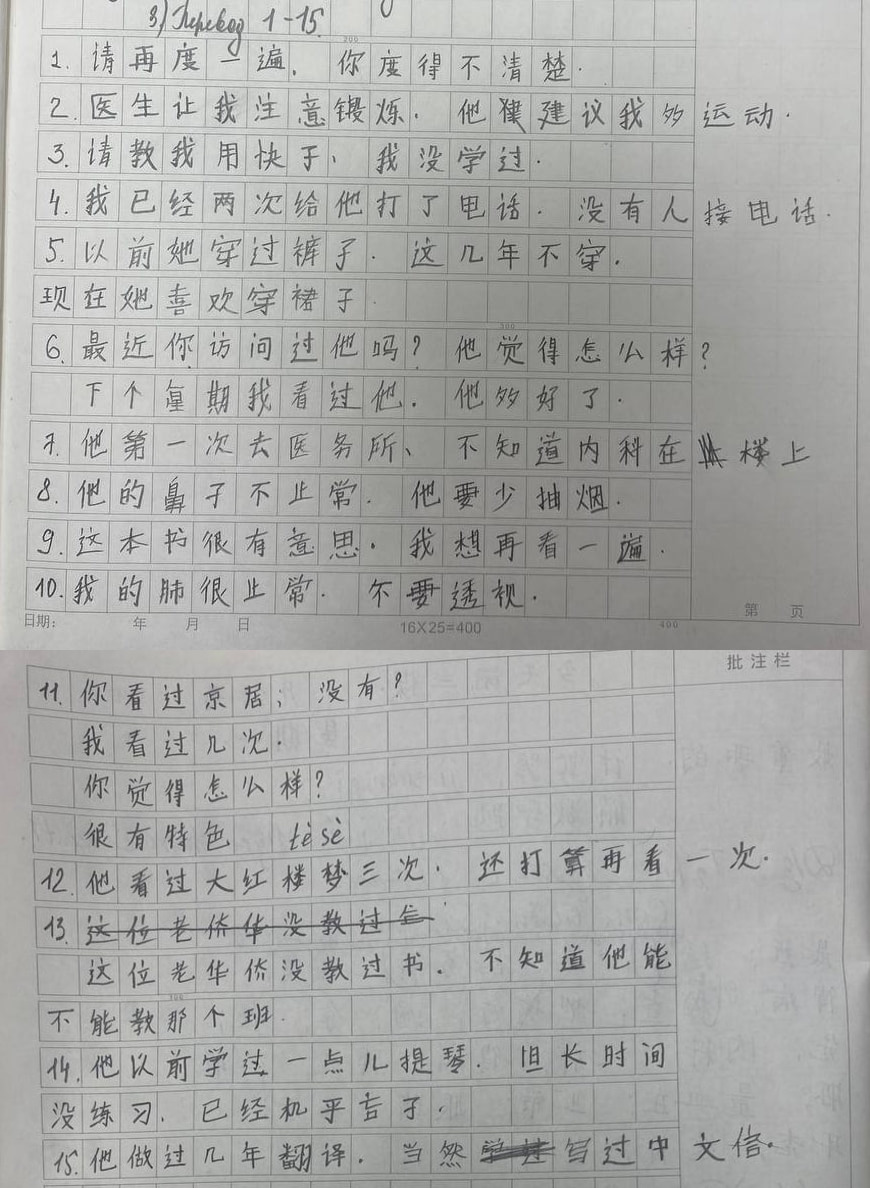 3) Перевод 1-15.
1. 请再度一遍. 你度得不清楚.
2. 医生让我注意锻炼. 他建议我多运动.
3. 请教我用快子, 我没学过.
4. 我已经两次给他打了电话. 没有人接电话.
5. 以前她穿过裤子. 这几年不穿.
现在她喜欢穿裙子
6. 最近你访问过他吗? 他觉得怎么样?
下个星期我看过他. 他多好了.
7. 他第一次去医务所、不知道内科在楼上
8. 他的鼻子不止常. 他要少抽烟.
9. 这本书很有意思. 我想再看一遍.
10. 我的肺很止常. 不要透视.
日期: 年 月 日 16X25=400 400 第 页
批注栏
11. 你看过京居; 没有?
我看过几次.
你觉得怎么样?
很有特色 tèsè
12. 他看过大红楼梦三次. 还打算再看一次.
13. 这位老侨华没教过
这位老华侨没教过书. 不知道他能
不能教那个班.
14. 他以前学过一点儿提琴. 但长时间
没练习. 已经机乎吉子.
15. 他做过几年翻译. 当然写过中文信.